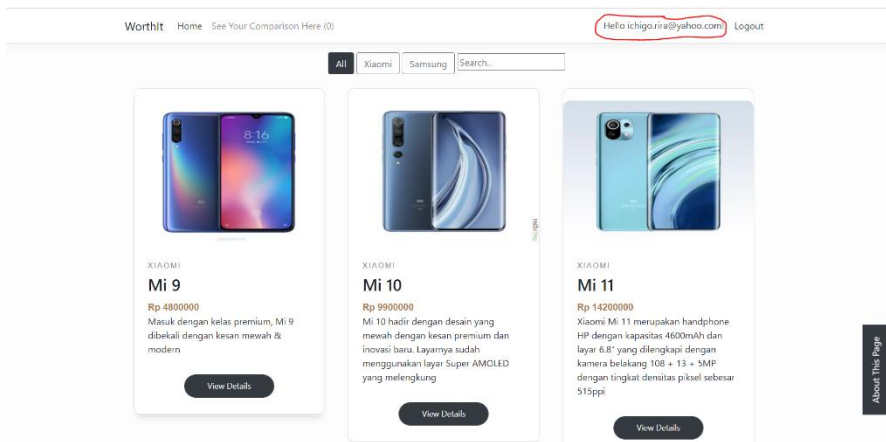 WorthIt Home See Your Comparison Here (0) Hello ichigo.rira@yahoo.com! Logout
All Xiaomi Samsung Search..
8:16
XIAOMI
Mi 9
Rp 4800000
Masuk dengan kelas premium, Mi 9
dibekali dengan kesan mewah &
modern
View Details
XIAOMI
Mi 10
Rp 9900000
Mi 10 hadir dengan desain yang
mewah dengan kesan premium dan
inovasi baru. Layarnya sudah
menggunakan layar Super AMOLED
yang melengkung
View Details
XIAOMI
Mi 11
Rp 14200000
Xiaomi Mi 11 merupakan handphone
HP dengan kapasitas 4600mAh dan
layar 6.8" yang dilengkapi dengan
kamera belakang 108 + 13 + 5MP
dengan tingkat densitas piksel sebesar
515ppi
View Details
About This Page